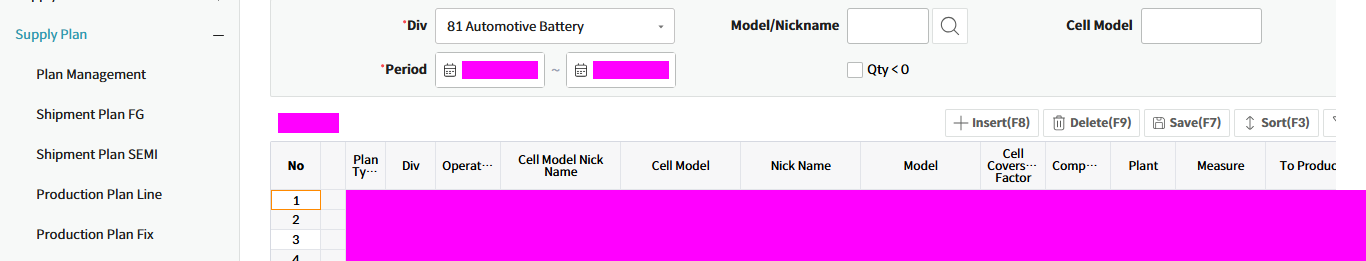 *Div
81 Automotive Battery
Model/Nickname
Cell Model
Supply Plan
Plan Management
*Period
~
Qty < 0
Shipment Plan FG
Insert(F8)
Delete(F9)
Save(F7)
Sort(F3)
Shipment Plan SEMI
No
Plan Ty⋯
Div
Operat⋯
Cell Model Nick
Name
Cell Model
Nick Name
Model
Cell
Covers⋯
Factor
Comp⋯
Plant
Measure
To Produc
Production Plan Line
1
2
Production Plan Fix
3
4